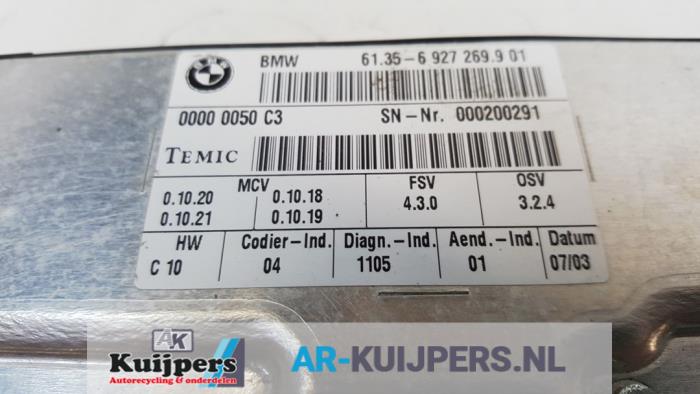 BMW 61.35-6 927 269.9 01
0000 0050 C3 SN-Nr. 000200291
TEMIC
MCV FSV OSV
0.10.20 0.10.18 4.3.0 3.2.4
0.10.21 0.10.19
HW Codier-Ind. Diagn.-Ind. Aend.-Ind. Datum
C 10 04 1105 01 07/03
AK
Kuijpers
Autorecycling & onderdelen
AR-KUIJPERS.NL